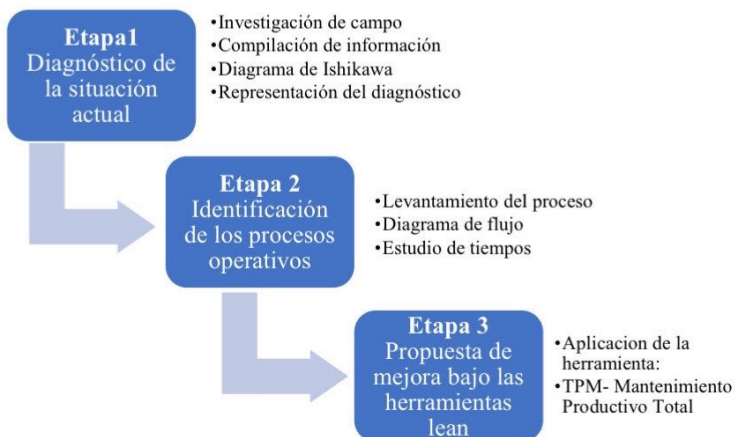 Etapa1
Diagnóstico de
la situación
actual
•Investigación de campo
•Compilación de información
•Diagrama de Ishikawa
•Representación del diagnóstico
Etapa 2
Identificación
de los procesos
operativos
•Levantamiento del proceso
•Diagrama de flujo
•Estudio de tiempos
Etapa 3
Propuesta de
mejora bajo las
herramientas
lean
•Aplicacion de la
herramienta:
•TPM- Mantenimiento
Productivo Total